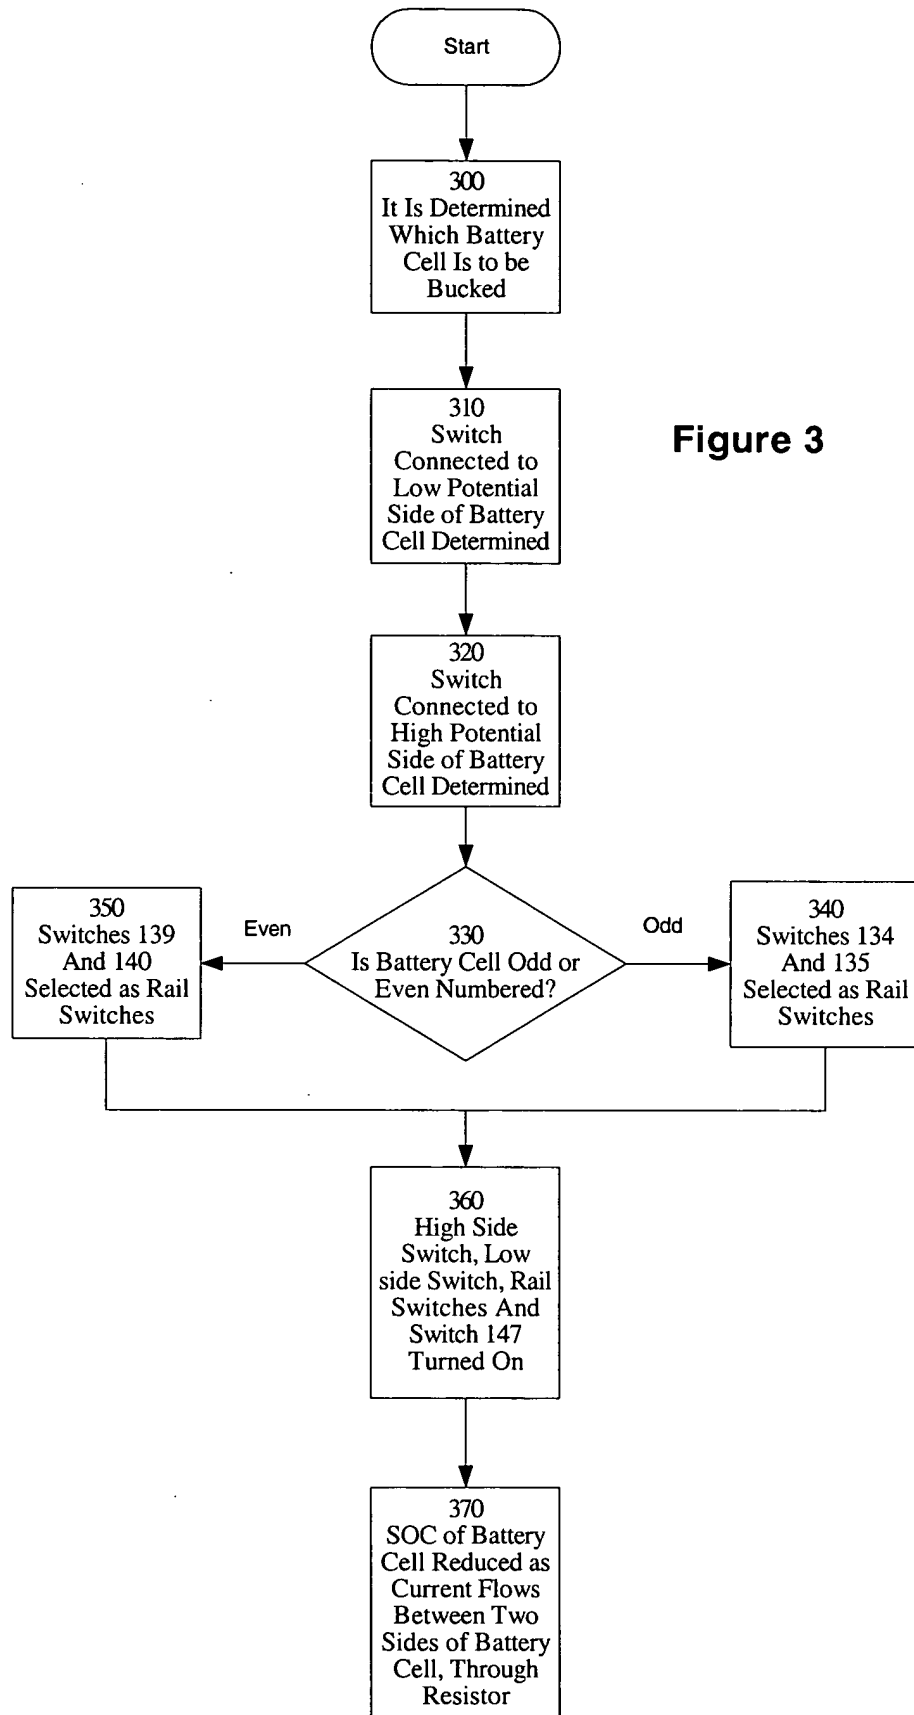 Start
300
It Is Determined
Which Battery
Cell Is to be
Bucked
Figure 3
310
Switch
Connected to
Low Potential
Side of Battery
Cell Determined
320
Switch
Connected to
High Potential
Side of Battery
Cell Determined
350
Switches 139
And 140
Selected as Rail
Switches
Even
330
Is Battery Cell Odd or
Even Numbered?
Odd
340
Switches 134
And 135
Selected as Rail
Switches
360
High Side
Switch, Low
side Switch, Rail
Switches And
Switch 147
Turned On
370
SOC of Battery
Cell Reduced as
Current Flows
Between Two
Sides of Battery
Cell, Through
Resistor